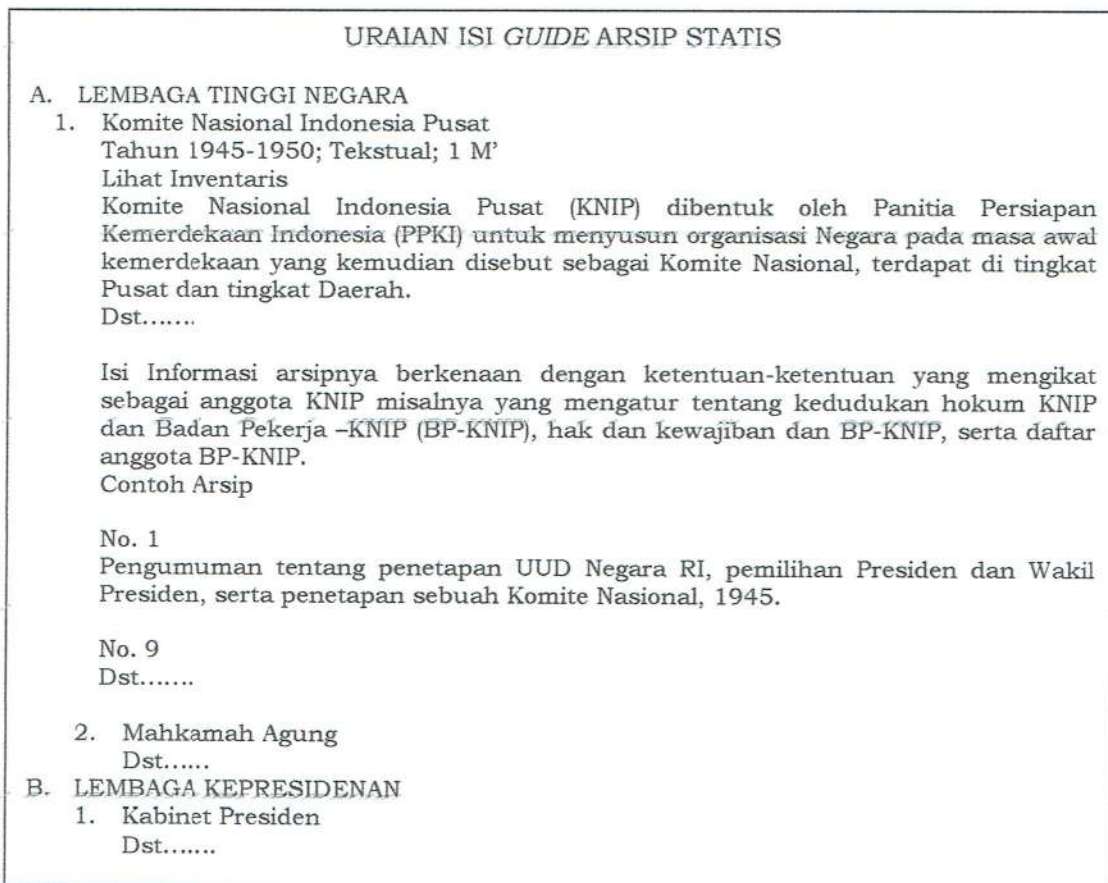 URAIAN ISI GUIDE ARSIP STATIS
A. LEMBAGA TINGGI NEGARA
1. Komite Nasional Indonesia Pusat
Tahun 1945-1950; Tekstual; 1 M’
Lihat Inventaris
Komite Nasional Indonesia Pusat (KNIP) dibentuk oleh Panitia Persiapan
Kemerdekaan Indonesia (PPKI) untuk menyusun organisasi Negara pada masa awal
kemerdekaan yang kemudian disebut sebagai Komite Nasional, terdapat di tingkat
Pusat dan tingkat Daerah.
Dst.......
Isi Informasi arsipnya berkenaan dengan ketentuan-ketentuan yang mengikat
sebagai anggota KNIP misalnya yang mengatur tentang kedudukan hokum KNIP
dan Badan Pekerja –KNIP (BP-KNIP), hak dan kewajiban dan BP-KNIP, serta daftar
anggota BP-KNIP.
Contoh Arsip
No. 1
Pengumuman tentang penetapan UUD Negara RI, pemilihan Presiden dan Wakil
Presiden, serta penetapan sebuah Komite Nasional, 1945.
No. 9
Dst.......
2. Mahkamah Agung
Dst......
B. LEMBAGA KEPRESIDENAN
1. Kabinet Presiden
Dst.......